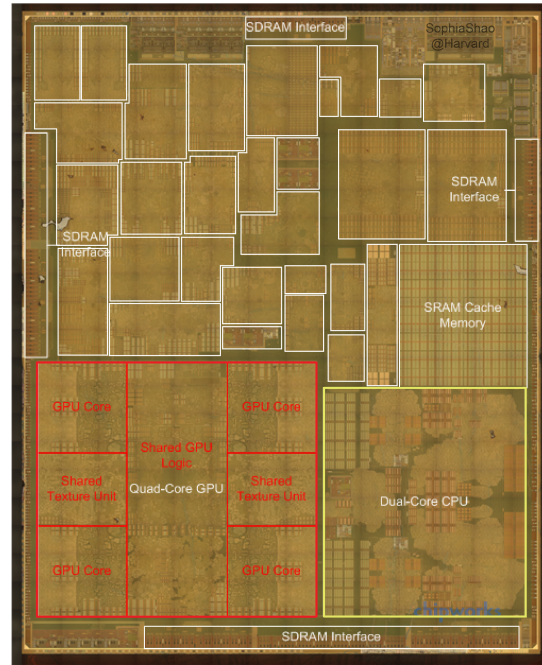 SDRAM Interface
SophiaShao
@Harvard
SDRAM
Interface
SDRAM
Interface
SRAM Cache
Memory
GPU Core
GPU Core
Shared GPU
Logic
Shared
Texture Unit
Quad-Core GPU
Shared
Texture Unit
Dual-Core CPU
GPU Core
GPU Core
chipworks
SDRAM Interface